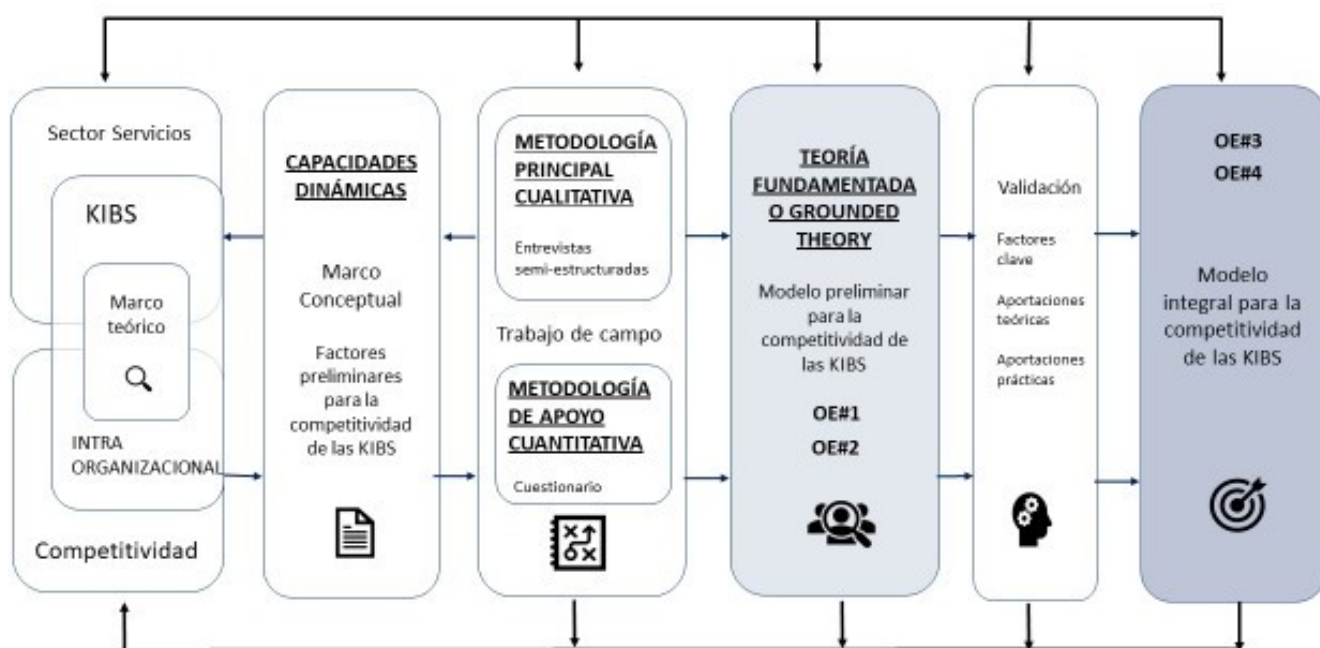 Sector Servicios
KIBS
Marco
teórico
INTRA
ORGANIZACIONAL
Competitividad
CAPACIDADES
DINÁMICAS
Marco
Conceptual
Factores
preliminares
para la
competitividad
de las KIBS
METODOLOGÍA
PRINCIPAL
CUALITATIVA
Entrevistas
semi-estructuradas
Trabajo de campo
METODOLOGÍA
DE APOYO
CUANTITATIVA
Cuestionario
TEORÍA
FUNDAMENTADA
O GROUNDED
THEORY
Modelo preliminar
para la
competitividad de
las KIBS
OE#1
OE#2
Validación
Factores
clave
Aportaciones
teóricas
Aportaciones
prácticas
OE#3
OE#4
Modelo
integral para la
competitividad
de las KIBS